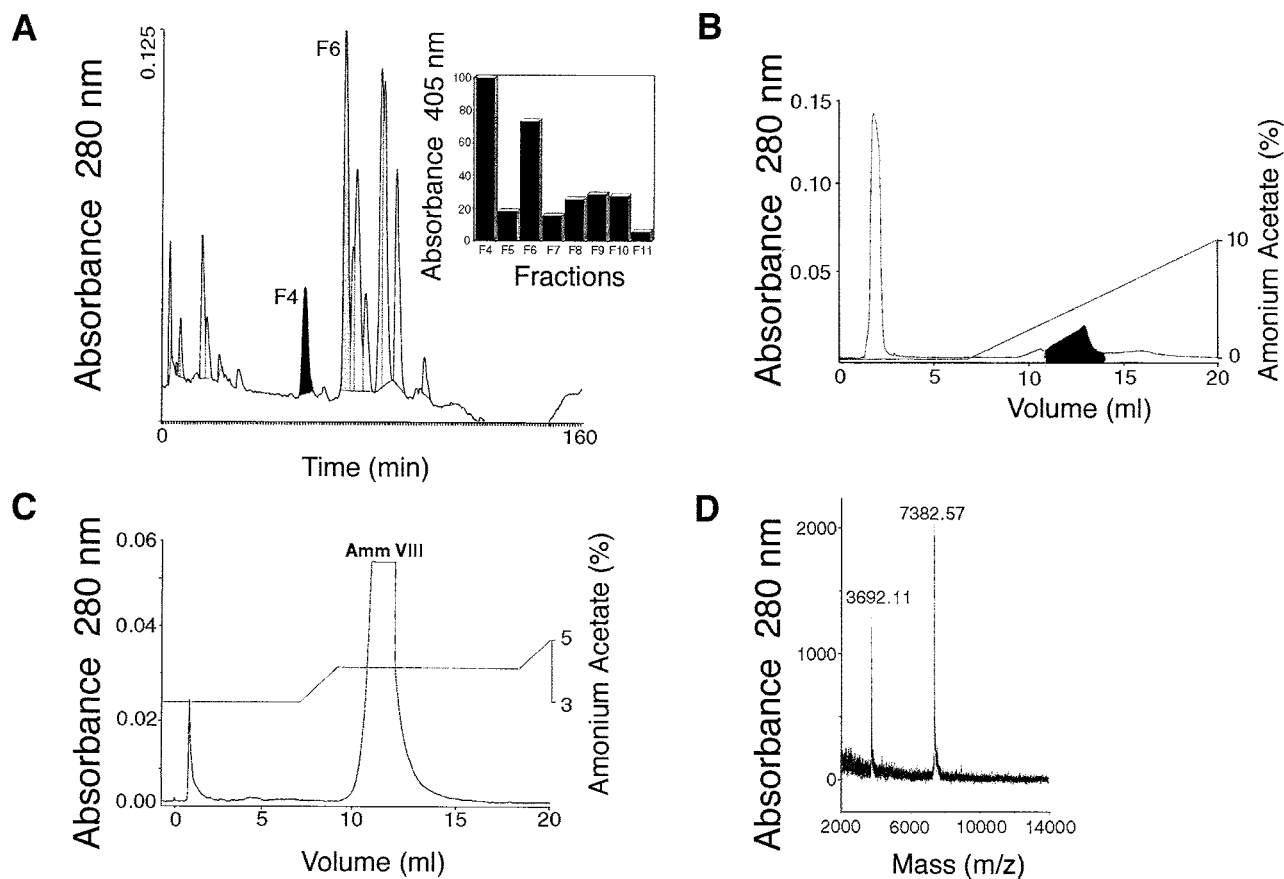 A
0.125
Absorbance 280 nm
F6
F4
0
160
Time (min)
Absorbance 405 nm
100
80
60
40
20
0
F4 F5 F6 F7 F8 F9 F10 F11
Fractions
B
Absorbance 280 nm
0.15
0.10
0.05
0 5 10 15 20
Volume (ml)
10
0
Amonium Acetate (%)
C
Absorbance 280 nm
0.06
0.04
0.02
0.00
Amm VIII
0 5 10 15 20
Volume (ml)
5
3
Amonium Acetate (%)
D
Absorbance 280 nm
2000
1000
0
7382.57
3692.11
2000 6000 10000 14000
Mass (m/z)